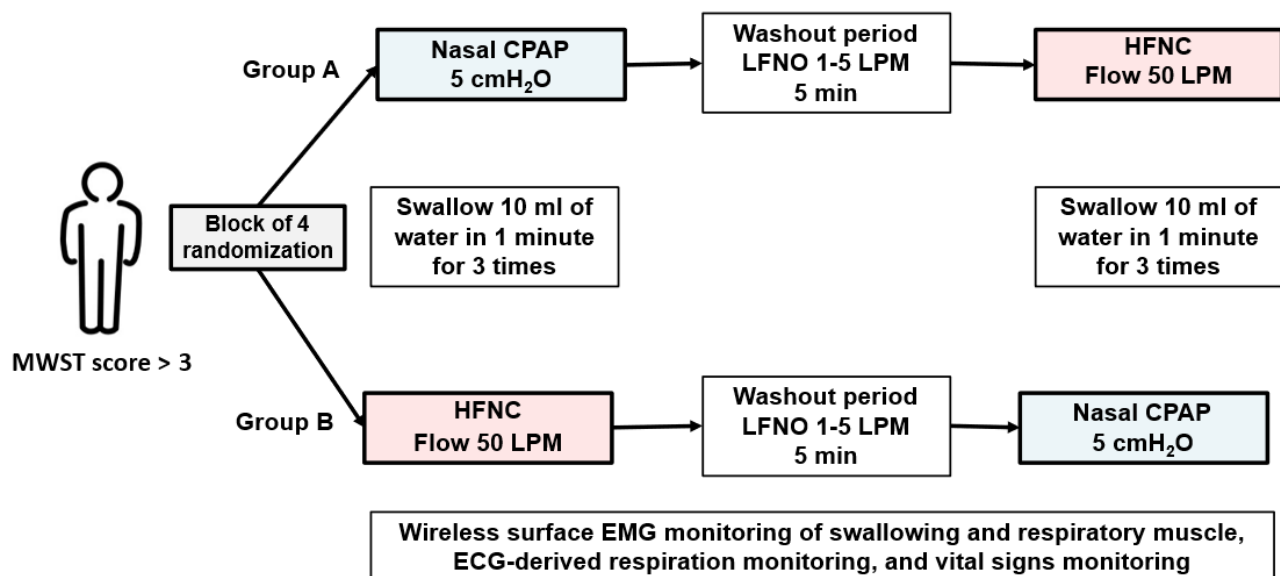 Group A
Nasal CPAP
5 cmH₂O
Washout period
LFNO 1-5 LPM
5 min
HFNC
Flow 50 LPM
MWST score > 3
Block of 4
randomization
Swallow 10 ml of
water in 1 minute
for 3 times
Swallow 10 ml of
water in 1 minute
for 3 times
Group B
HFNC
Flow 50 LPM
Washout period
LFNO 1-5 LPM
5 min
Nasal CPAP
5 cmH₂O
Wireless surface EMG monitoring of swallowing and respiratory muscle,
ECG-derived respiration monitoring, and vital signs monitoring